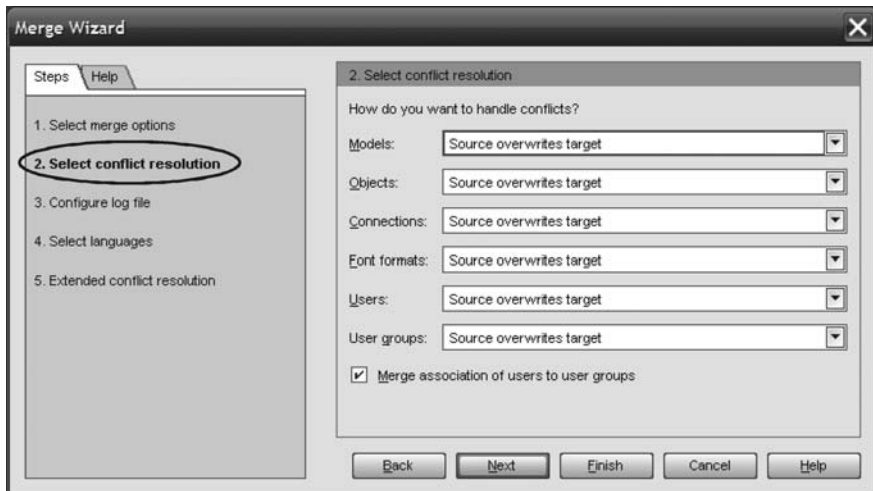 Merge Wizard
Steps
Help
1. Select merge options
2. Select conflict resolution
3. Configure log file
4. Select languages
5. Extended conflict resolution
2. Select conflict resolution
How do you want to handle conflicts?
Models: Source overwrites target
Objects: Source overwrites target
Connections: Source overwrites target
Font formats: Source overwrites target
Users: Source overwrites target
User groups: Source overwrites target
Merge association of users to user groups
Back Next Finish Cancel Help